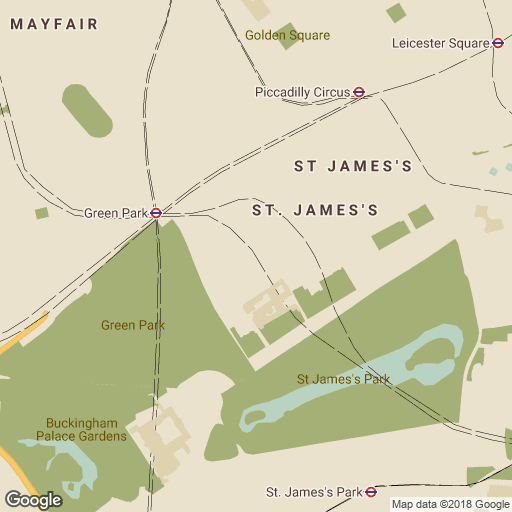 MAYFAIR
Golden Square
Leicester Square
Piccadilly Circus
ST JAMES'S
Green Park
ST. JAMES'S
Green Park
St James's Park
Buckingham
Palace Gardens
St. James's Park
Google
Google
Map data ©2018 Google